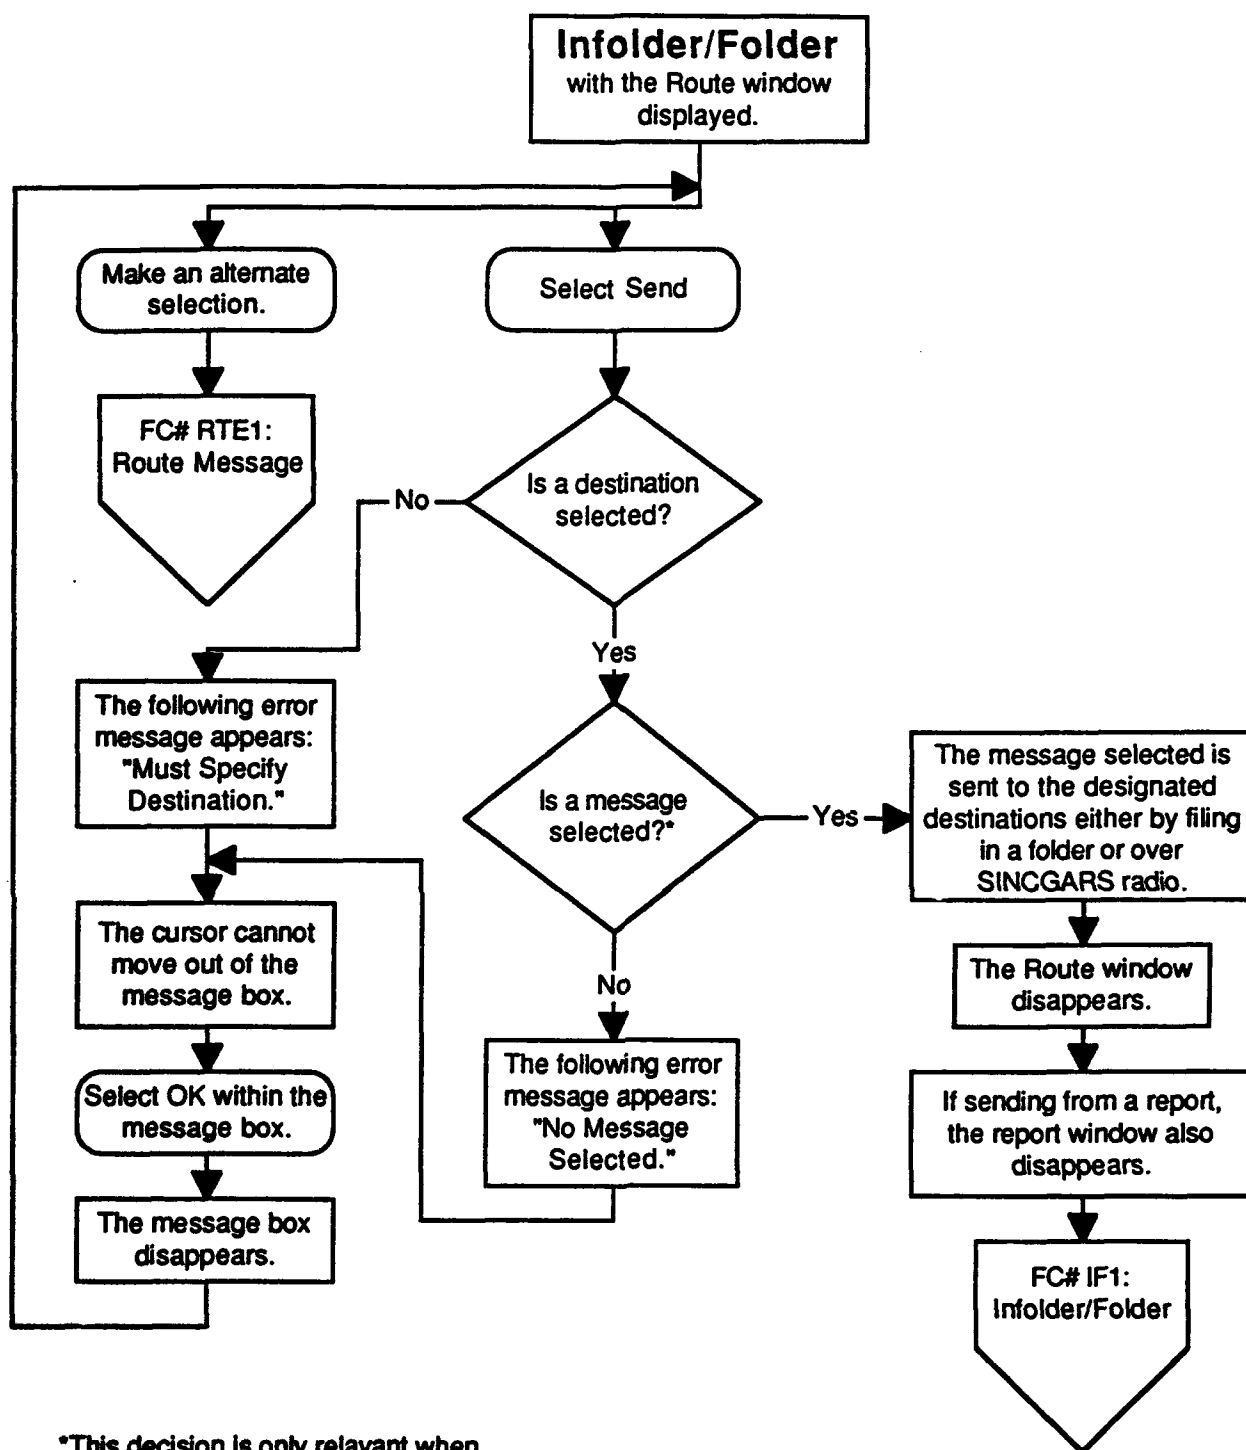 Infolder/Folder
with the Route window
displayed.
Make an alternate
selection.
Select Send
FC# RTE1:
Route Message
Is a destination
selected?
No
Yes
The following error
message appears:
"Must Specify
Destination."
Is a message
selected?*
Yes
The message selected is
sent to the designated
destinations either by filing
in a folder or over
SINCGARS radio.
The cursor cannot
move out of the
message box.
The Route window
disappears.
No
The following error
message appears:
"No Message
Selected."
Select OK within the
message box.
If sending from a report,
the report window also
disappears.
The message box
disappears.
FC# IF1:
Infolder/Folder
*This decision is only relavant when